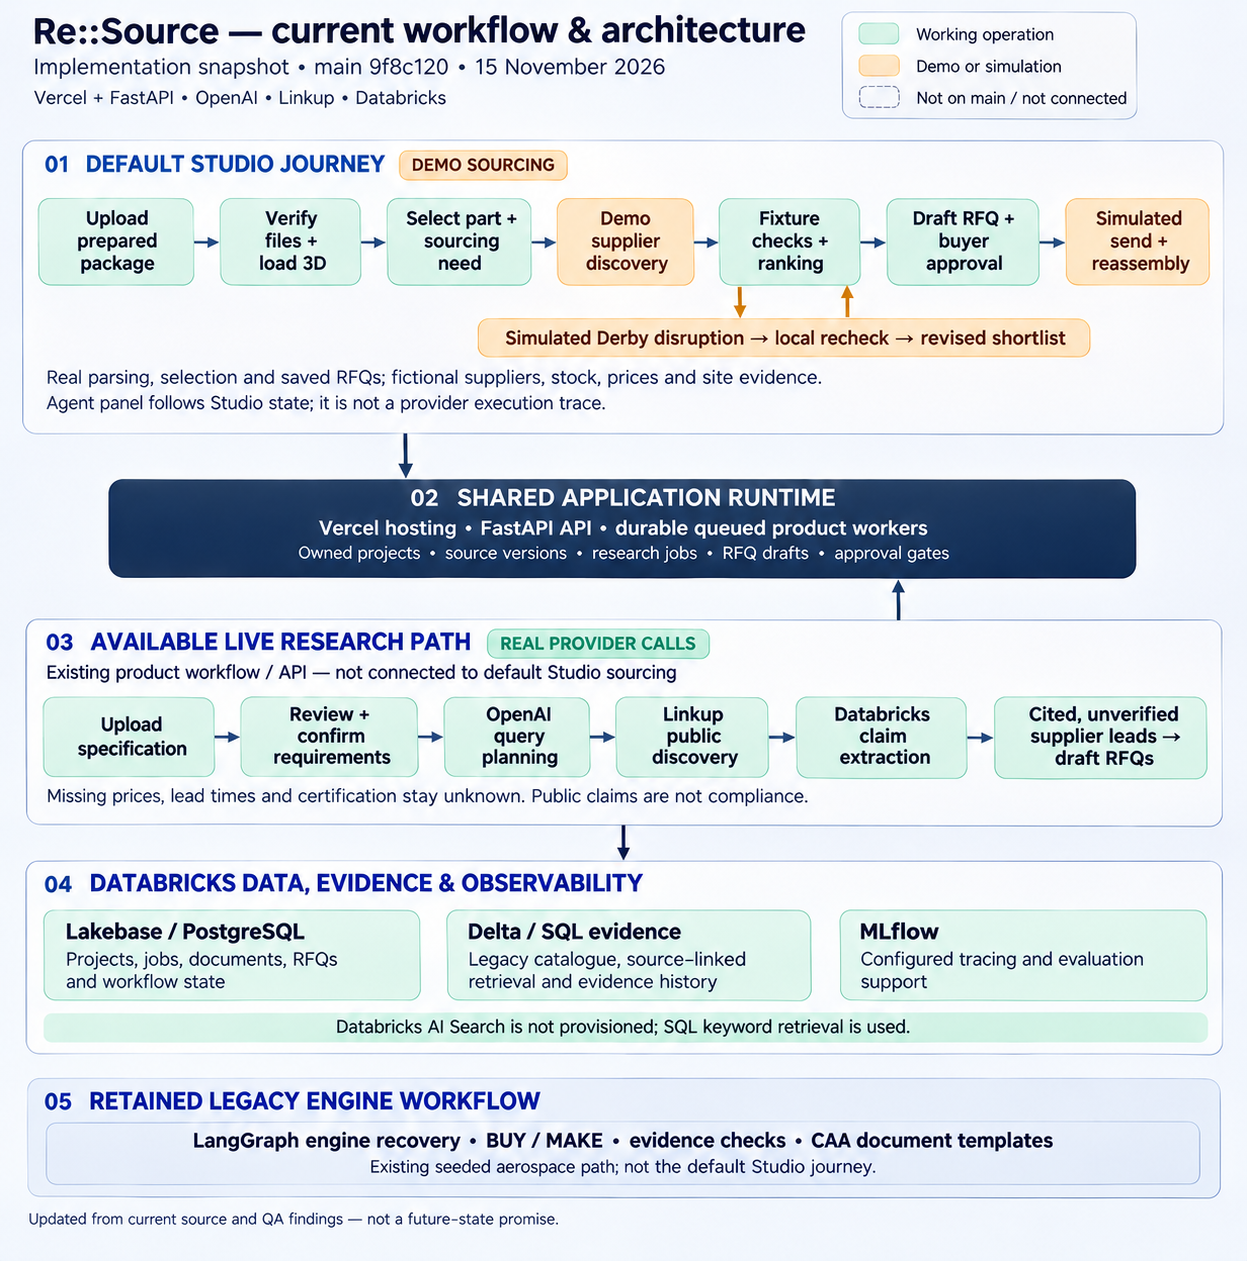 Re::Source — current workflow & architecture
Implementation snapshot • main 9f8c120 • 15 November 2026
Vercel + FastAPI • OpenAI • Linkup • Databricks
Working operation
Demo or simulation
Not on main / not connected
01 DEFAULT STUDIO JOURNEY
DEMO SOURCING
Upload
prepared
package
Verify
files +
load 3D
Select part +
sourcing
need
Demo
supplier
discovery
Fixture
checks +
ranking
Draft RFQ +
buyer
approval
Simulated
send +
reassembly
Simulated Derby disruption → local recheck → revised shortlist
Real parsing, selection and saved RFQs; fictional suppliers, stock, prices and site evidence.
Agent panel follows Studio state; it is not a provider execution trace.
02 SHARED APPLICATION RUNTIME
Vercel hosting • FastAPI API • durable queued product workers
Owned projects • source versions • research jobs • RFQ drafts • approval gates
03 AVAILABLE LIVE RESEARCH PATH
REAL PROVIDER CALLS
Existing product workflow / API — not connected to default Studio sourcing
Upload
specification
Review +
confirm
requirements
OpenAI
query
planning
Linkup
public
discovery
Databricks
claim
extraction
Cited, unverified
supplier leads →
draft RFQs
Missing prices, lead times and certification stay unknown. Public claims are not compliance.
04 DATABRICKS DATA, EVIDENCE & OBSERVABILITY
Lakebase / PostgreSQL
Projects, jobs, documents, RFQs
and workflow state
Delta / SQL evidence
Legacy catalogue, source-linked
retrieval and evidence history
MLflow
Configured tracing and evaluation
support
Databricks AI Search is not provisioned; SQL keyword retrieval is used.
05 RETAINED LEGACY ENGINE WORKFLOW
LangGraph engine recovery • BUY / MAKE • evidence checks • CAA document templates
Existing seeded aerospace path; not the default Studio journey.
Updated from current source and QA findings — not a future-state promise.